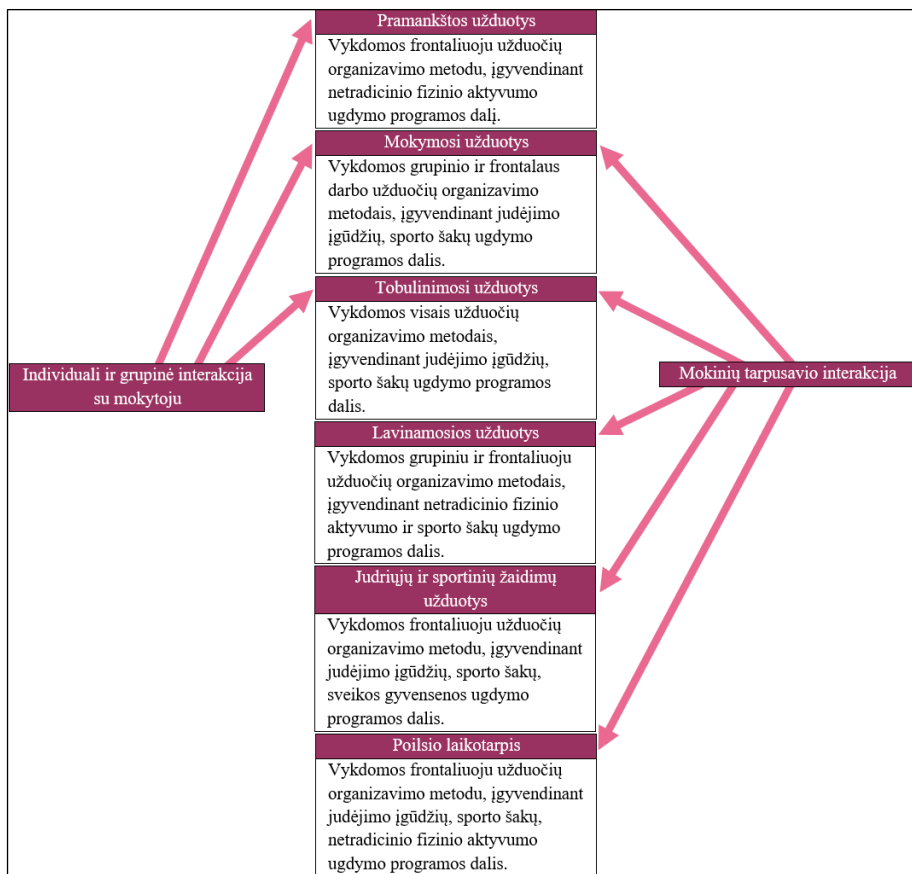 Pramankštos užduotys
Vykdomos frontaliuoju užduočių
organizavimo metodu, įgyvendinant
netradicinio fizinio aktyvumo
ugdymo programos dalį.
Mokymosi užduotys
Vykdomos grupinio ir frontalaus
darbo užduočių organizavimo
metodais, įgyvendinant judėjimo
įgūdžių, sporto šakų ugdymo
programos dalis.
Tobulinimosi užduotys
Vykdomos visais užduočių
organizavimo metodais,
įgyvendinant judėjimo įgūdžių,
sporto šakų ugdymo programos
dalis.
Individuali ir grupinė interakcija
su mokytoju
Mokinių tarpusavio interakcija
Lavinamosios užduotys
Vykdomos grupiniu ir frontaliuoju
užduočių organizavimo metodais,
įgyvendinant netradicinio fizinio
aktyvumo ir sporto šakų ugdymo
programos dalis.
Judriųjų ir sportinių žaidimų
užduotys
Vykdomos frontaliuoju užduočių
organizavimo metodu, įgyvendinant
judėjimo įgūdžių, sporto šakų,
sveikos gyvensenos ugdymo
programos dalis.
Poilsio laikotarpis
Vykdomos frontaliuoju užduočių
organizavimo metodu, įgyvendinant
judėjimo įgūdžių, sporto šakų,
netradicinio fizinio aktyvumo
ugdymo programos dalis.